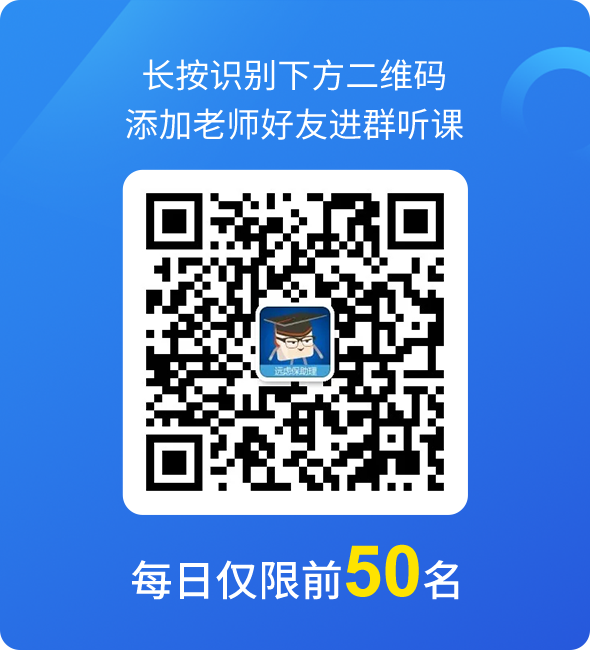 长按识别下方二维码
添加老师好友进群听课
远虑保助理
每日仅限前50名